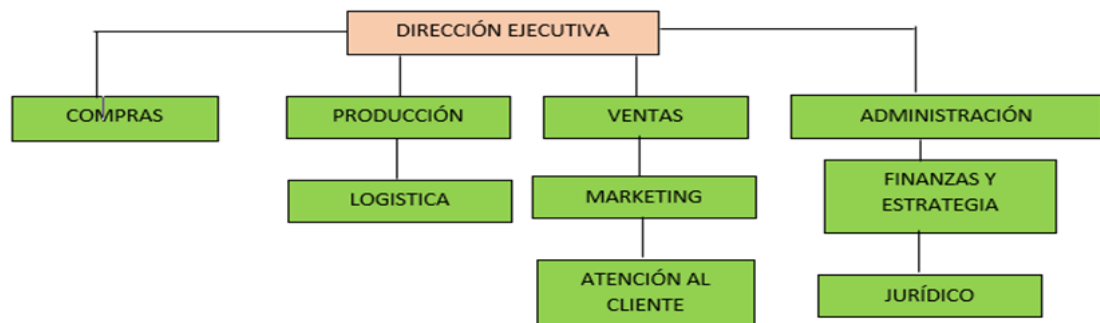 DIRECCIÓN EJECUTIVA
COMPRAS
PRODUCCIÓN
VENTAS
ADMINISTRACIÓN
LOGISTICA
MARKETING
FINANZAS Y
ESTRATEGIA
ATENCIÓN AL
CLIENTE
JURÍDICO